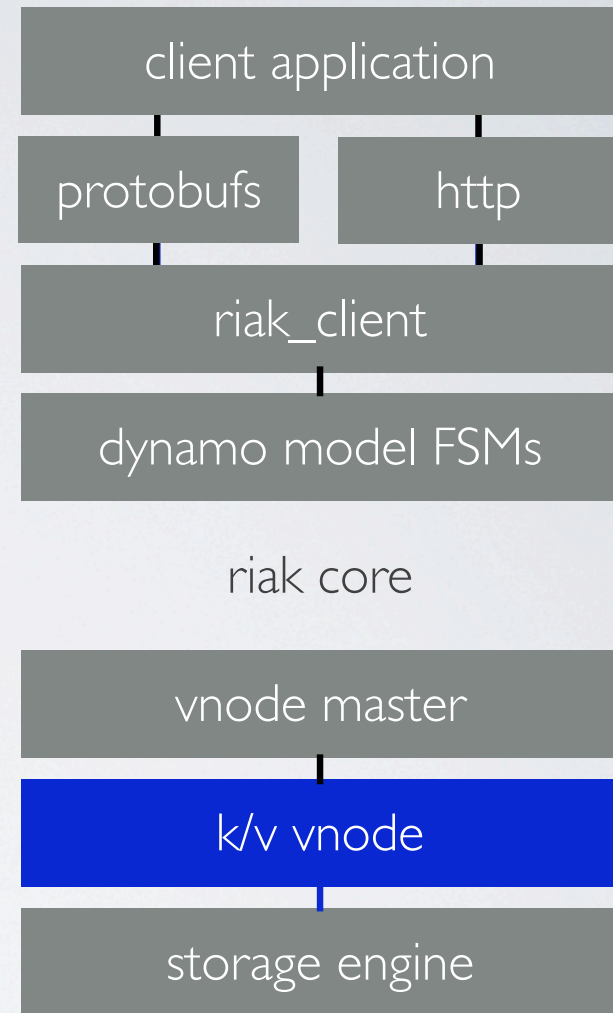 client application
protobufs
http
riak_client
dynamo model FSMs
riak core
vnode master
k/v vnode
storage engine